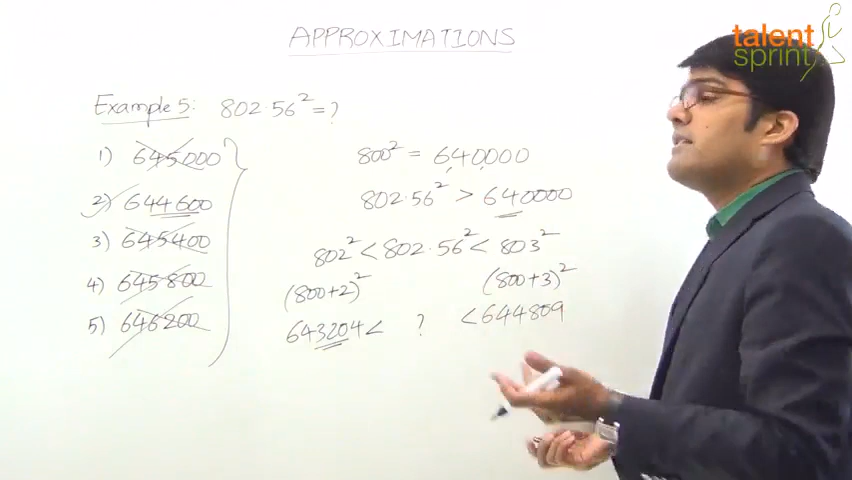 APPROXIMATIONS
talent
sprint
Example 5: 802·56² = ?
1) 645000
2) 644600
3) 645400
4) 645800
5) 646200
800² = 640000
802·56² > 640000
802² < 802·56² < 803²
(800+2)² (800+3)²
643204 < ? < 644809